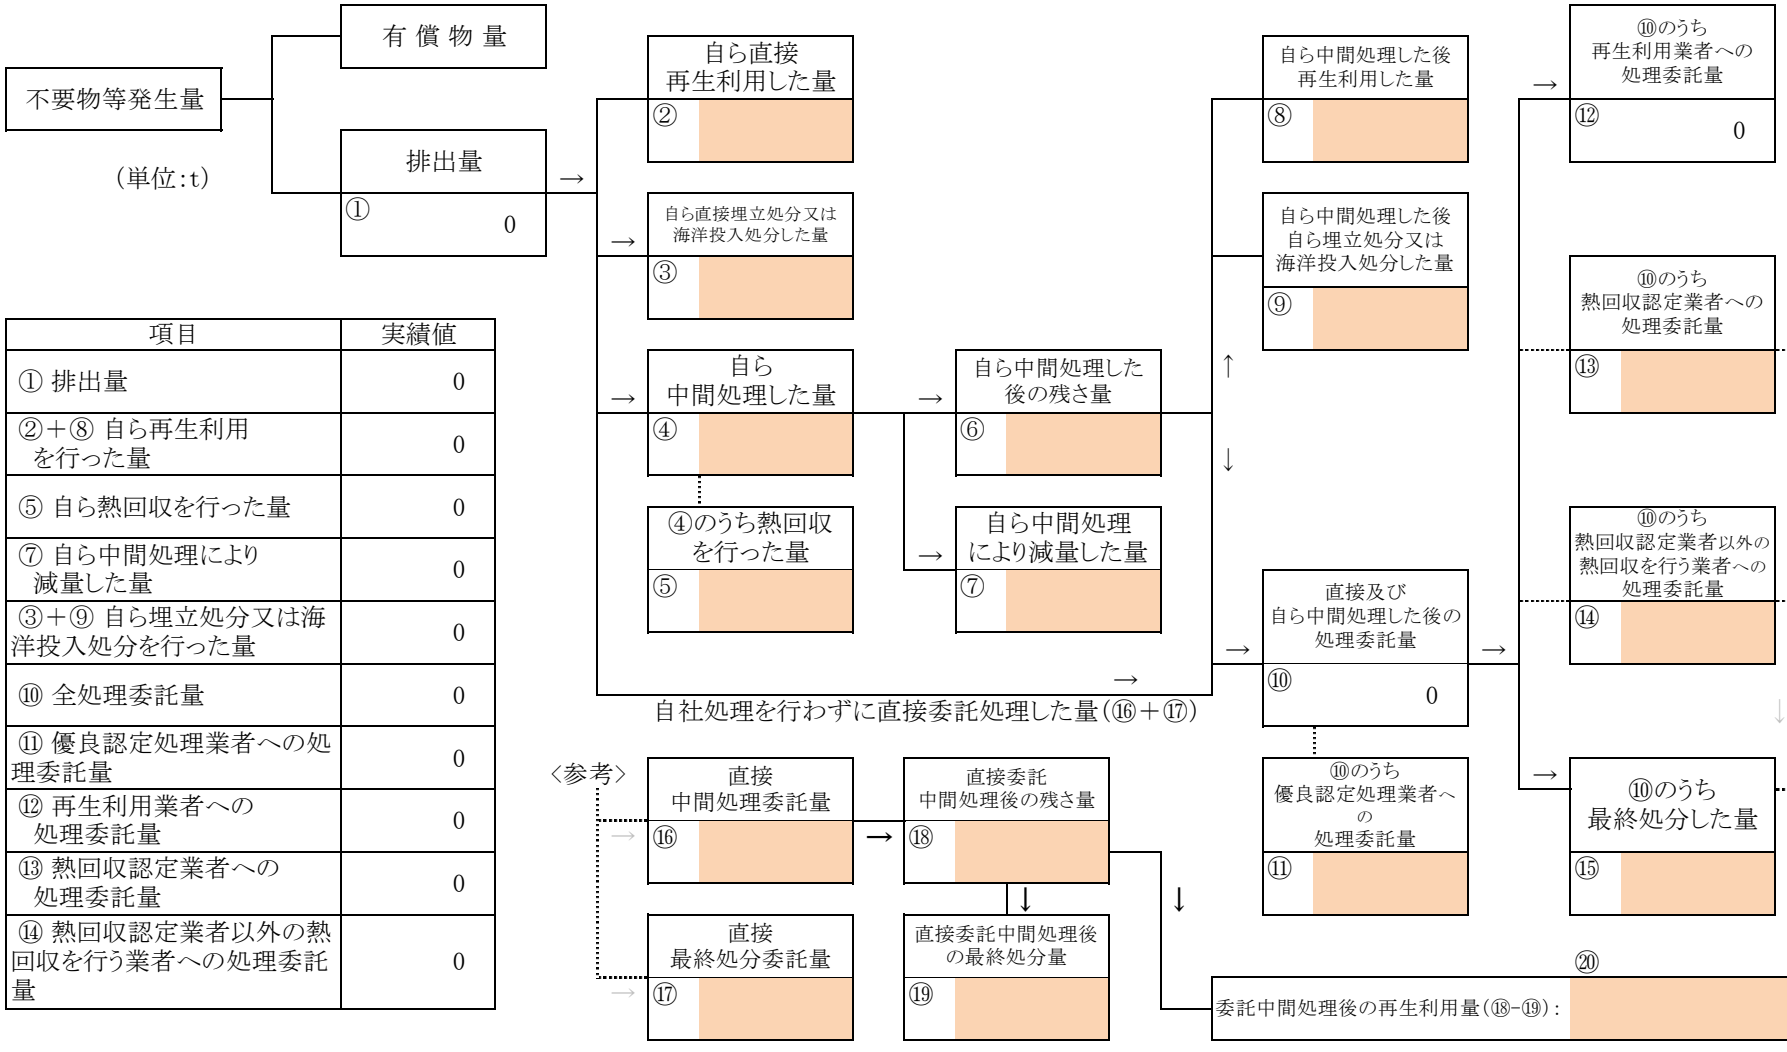 有 償 物 量
不要物等発生量
(単位:t)
排出量
①
0
→
自ら直接
再生利用した量
②
自ら直接埋立処分又は
海洋投入処分した量
→
③
自ら
中間処理した量
→
④
④のうち熱回収
を行った量
⑤
→
自ら中間処理した
後の残さ量
⑥
→
自ら中間処理
により減量した量
⑦
自ら中間処理した後
再生利用した量
⑧
自ら中間処理した後
自ら埋立処分又は
海洋投入処分した量
⑨
↑
↓
→
自社処理を行わずに直接委託処理した量(⑯+⑰)
→
直接及び
自ら中間処理した後の
処理委託量
⑩
0
→
⑩のうち
優良認定処理業者へ
の
処理委託量
⑪
→
⑩のうち
再生利用業者への
処理委託量
⑫
0
⑩のうち
熱回収認定業者への
処理委託量
⑬
⑩のうち
熱回収認定業者以外の
熱回収を行う業者への
処理委託量
⑭
↓
→
⑩のうち
最終処分した量
⑮
項目 実績値
① 排出量 0
②+⑧ 自ら再生利用
を行った量 0
⑤ 自ら熱回収を行った量 0
⑦ 自ら中間処理により
減量した量 0
③+⑨ 自ら埋立処分又は海
洋投入処分を行った量 0
⑩ 全処理委託量 0
⑪ 優良認定処理業者への処
理委託量 0
⑫ 再生利用業者への
処理委託量 0
⑬ 熱回収認定業者への
処理委託量 0
⑭ 熱回収認定業者以外の熱
回収を行う業者への処理委託
量 0
<参考>
→
直接
中間処理委託量
⑯
→
直接委託
中間処理後の残さ量
⑱
↓
↓
→
直接
最終処分委託量
⑰
直接委託中間処理後
の最終処分量
⑲
⑳
委託中間処理後の再生利用量(⑱-⑲):